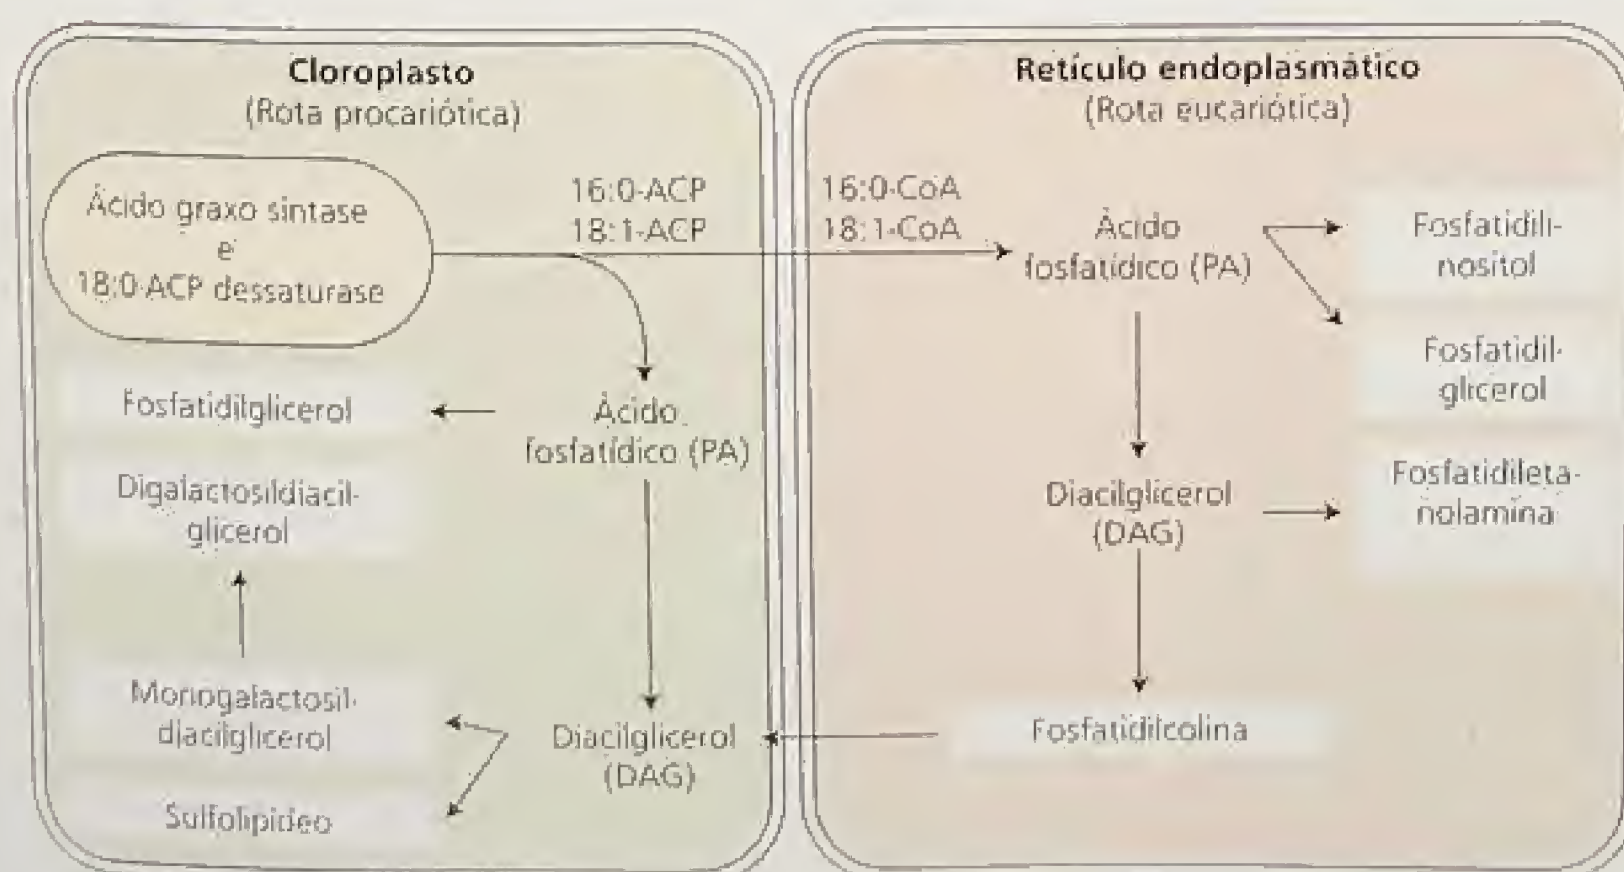 Cloroplasto
(Rota procariótica)
Ácido graxo sintase
e
18:0-ACP dessaturase
16:0-ACP
18:1-ACP
Fosfatidilglicerol
Ácido
fosfatídico (PA)
Digalactosildiacil-
glicerol
Monogalactosil-
diacilglicerol
Diacilglicerol
(DAG)
Sulfolipídeo
Retículo endoplasmático
(Rota eucariótica)
16:0-CoA
18:1-CoA
Ácido
fosfatídico (PA)
Fosfatidili-
nositol
Fosfatidil-
glicerol
Diacilglicerol
(DAG)
Fosfatidileta-
nolamina
Fosfatidilcolina